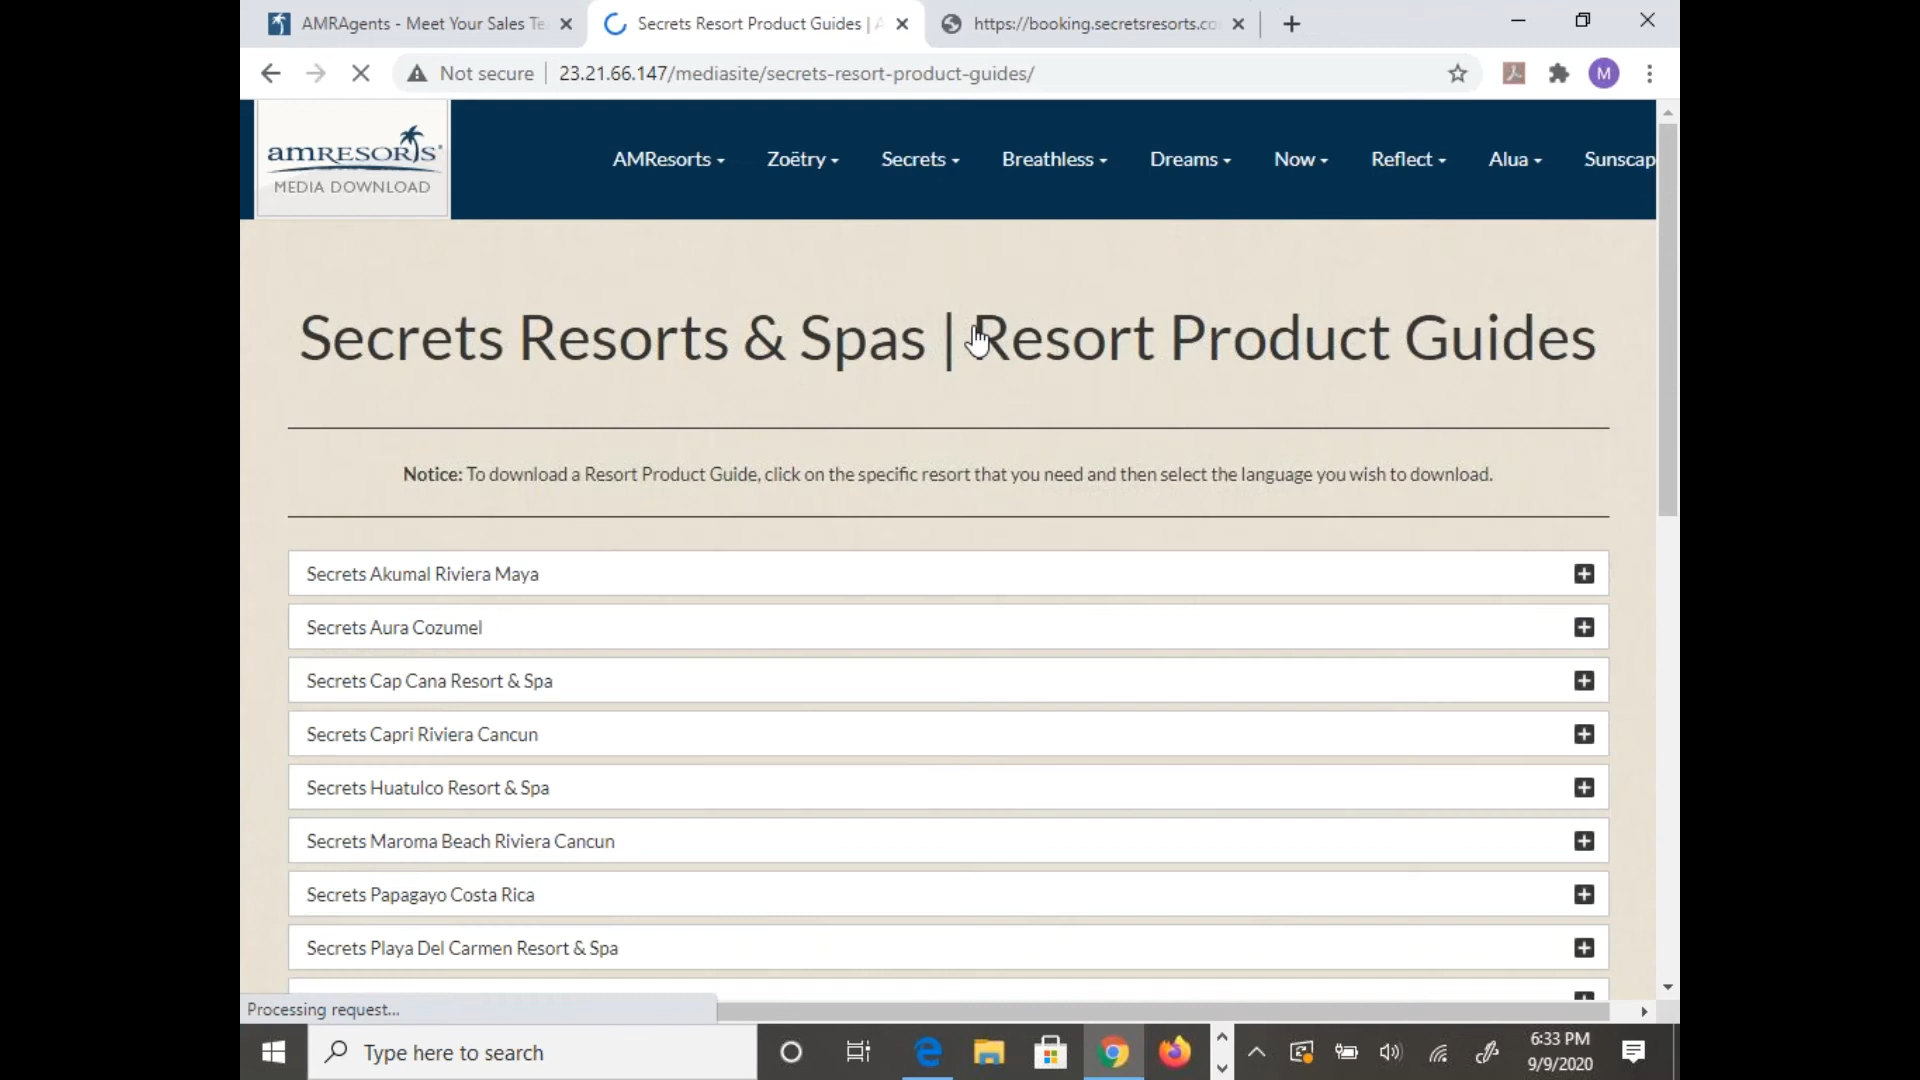 AMRAgents - Meet Your Sales Te
Secrets Resort Product Guides | A
https://booking.secretsresorts.co
Not secure
23.21.66.147/mediasite/secrets-resort-product-guides/
M
amRESORTS
MEDIA DOWNLOAD
AMResorts
Zoëtry
Secrets
Breathless
Dreams
Now
Reflect
Alua
Sunscap
Secrets Resorts & Spas | Resort Product Guides
Notice: To download a Resort Product Guide, click on the specific resort that you need and then select the language you wish to download.
Secrets Akumal Riviera Maya
Secrets Aura Cozumel
Secrets Cap Cana Resort & Spa
Secrets Capri Riviera Cancun
Secrets Huatulco Resort & Spa
Secrets Maroma Beach Riviera Cancun
Secrets Papagayo Costa Rica
Secrets Playa Del Carmen Resort & Spa
Processing request...
Type here to search
6:33 PM
9/9/2020